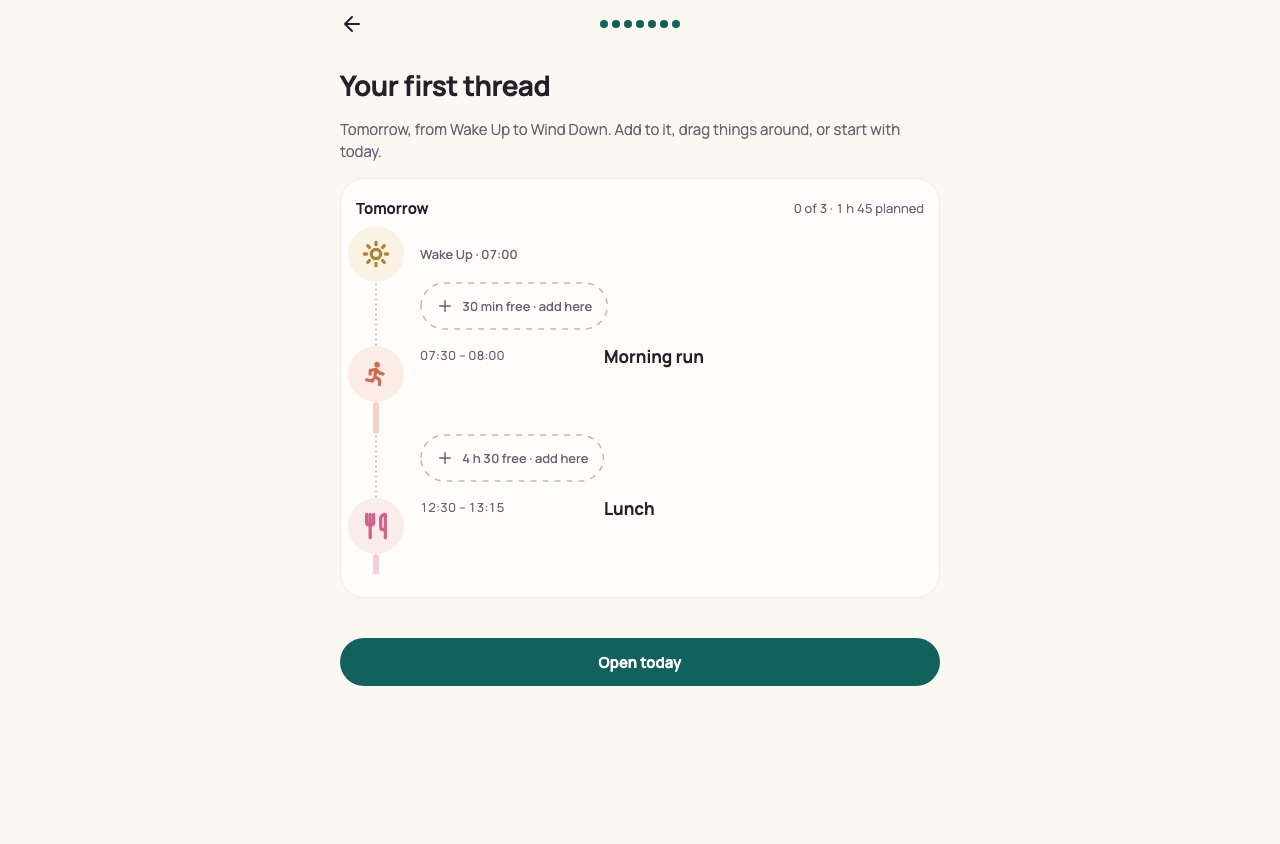 Your first thread
Tomorrow, from Wake Up to Wind Down. Add to it, drag things around, or start with
today.
Tomorrow
0 of 3 · 1 h 45 planned
Wake Up · 07:00
30 min free · add here
07:30 – 08:00
Morning run
4 h 30 free · add here
12:30 – 13:15
Lunch
Open today